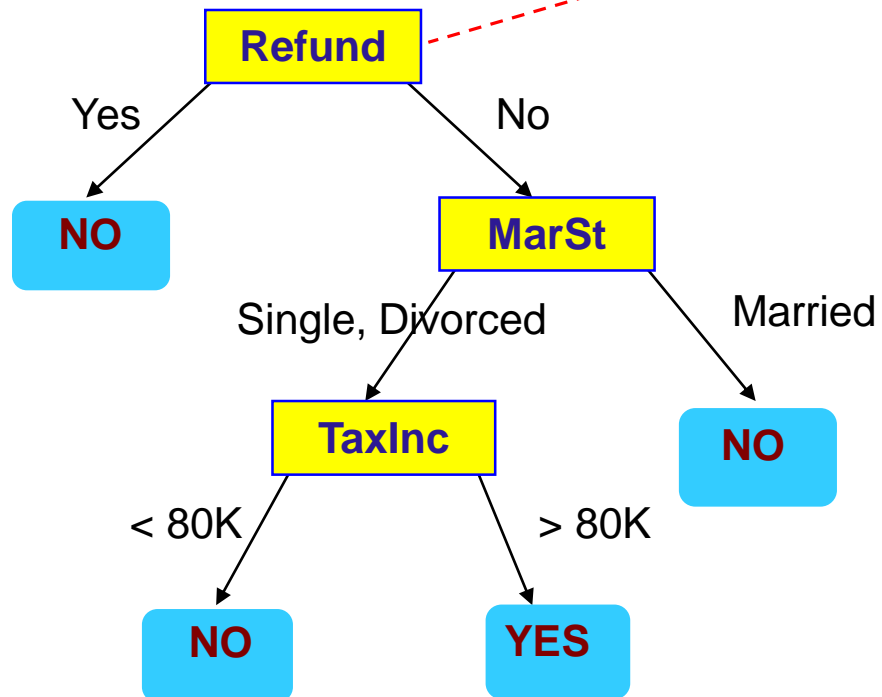 Refund
Yes
No
NO
MarSt
Single, Divorced
Married
TaxInc
NO
< 80K
> 80K
NO
YES